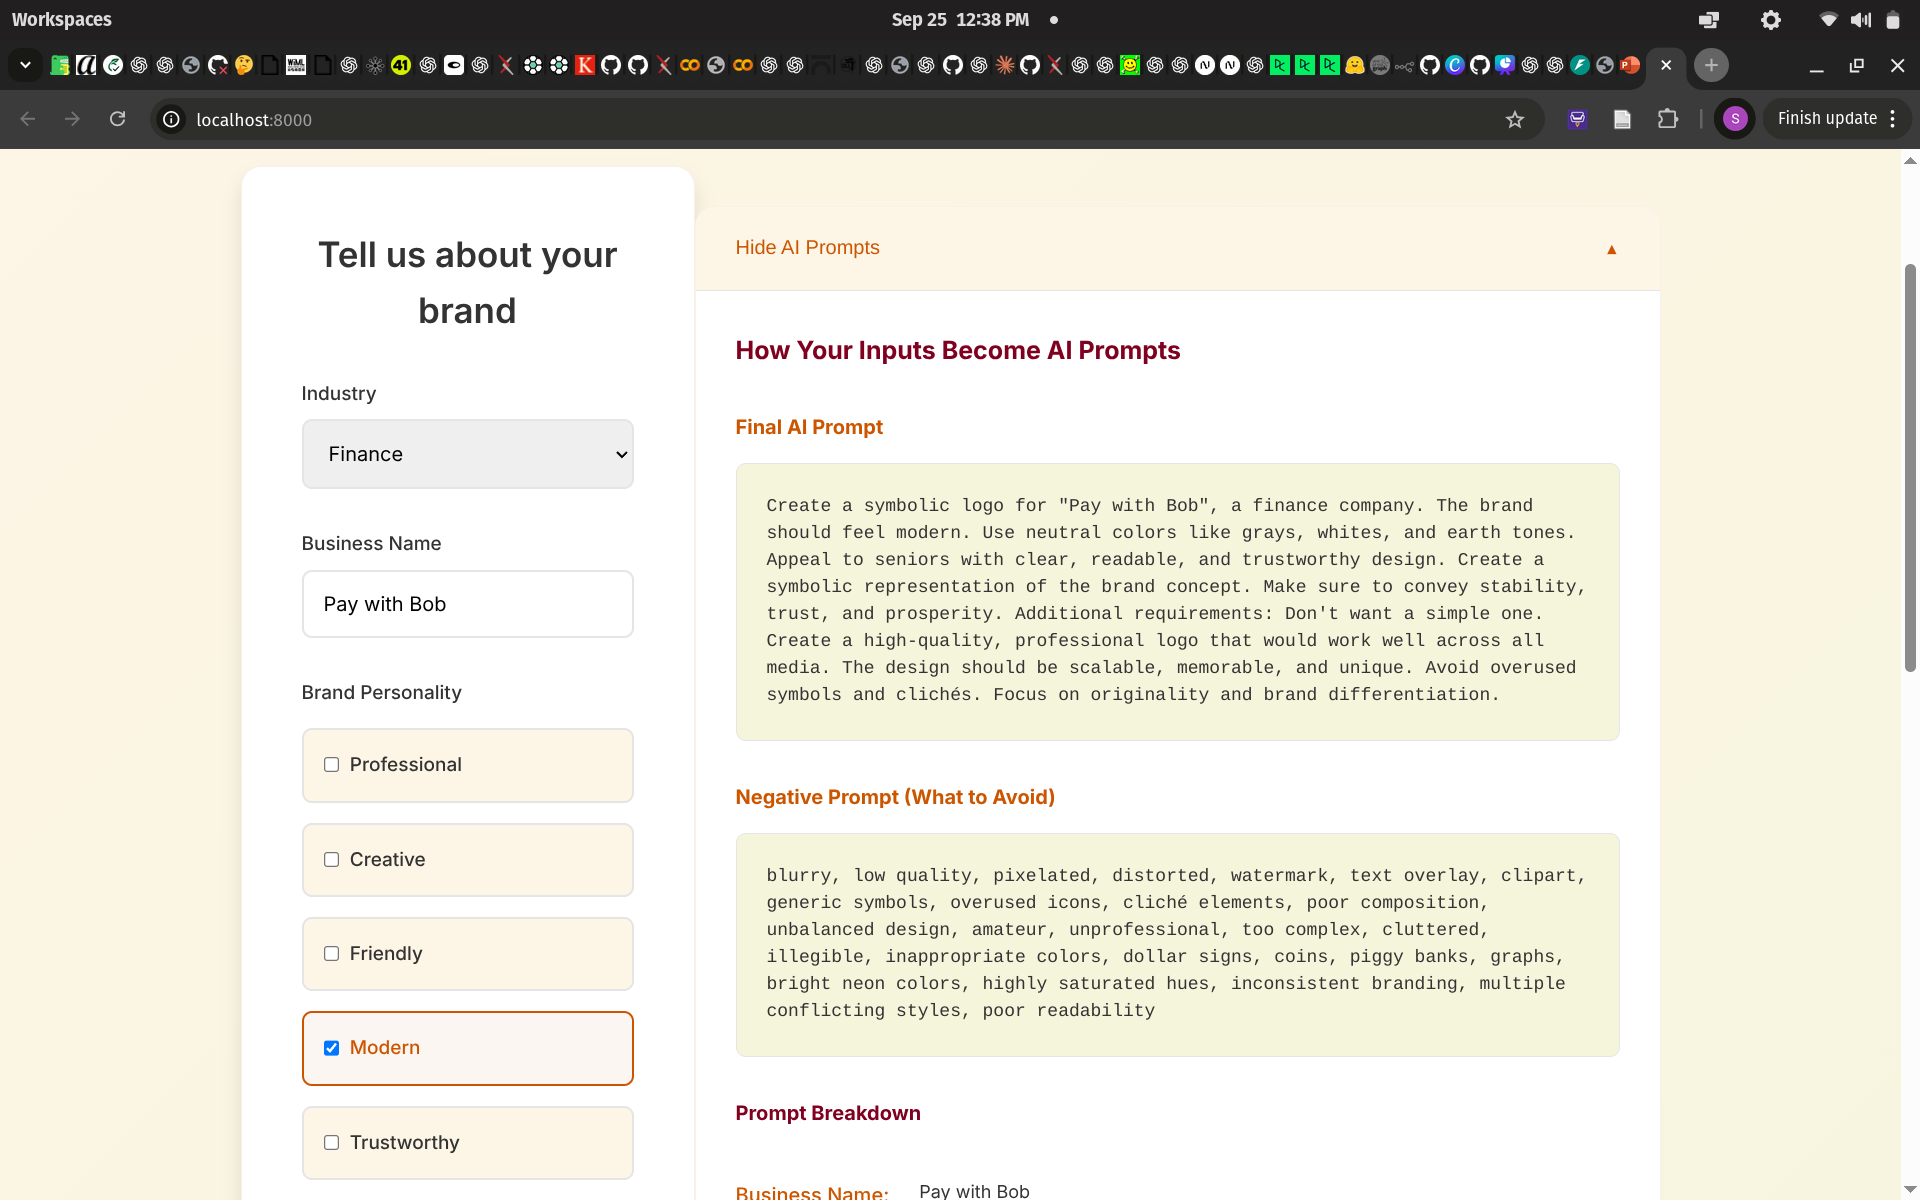 Workspaces
Sep 25 12:38 PM
localhost:8000
S
Finish update
Tell us about your
brand
Industry
Finance
Business Name
Pay with Bob
Brand Personality
Professional
Creative
Friendly
Modern
Trustworthy
Hide AI Prompts
How Your Inputs Become AI Prompts
Final AI Prompt
Create a symbolic logo for "Pay with Bob", a finance company. The brand
should feel modern. Use neutral colors like grays, whites, and earth tones.
Appeal to seniors with clear, readable, and trustworthy design. Create a
symbolic representation of the brand concept. Make sure to convey stability,
trust, and prosperity. Additional requirements: Don't want a simple one.
Create a high-quality, professional logo that would work well across all
media. The design should be scalable, memorable, and unique. Avoid overused
symbols and clichés. Focus on originality and brand differentiation.
Negative Prompt (What to Avoid)
blurry, low quality, pixelated, distorted, watermark, text overlay, clipart,
generic symbols, overused icons, cliché elements, poor composition,
unbalanced design, amateur, unprofessional, too complex, cluttered,
illegible, inappropriate colors, dollar signs, coins, piggy banks, graphs,
bright neon colors, highly saturated hues, inconsistent branding, multiple
conflicting styles, poor readability
Prompt Breakdown
Business Name: Pay with Bob